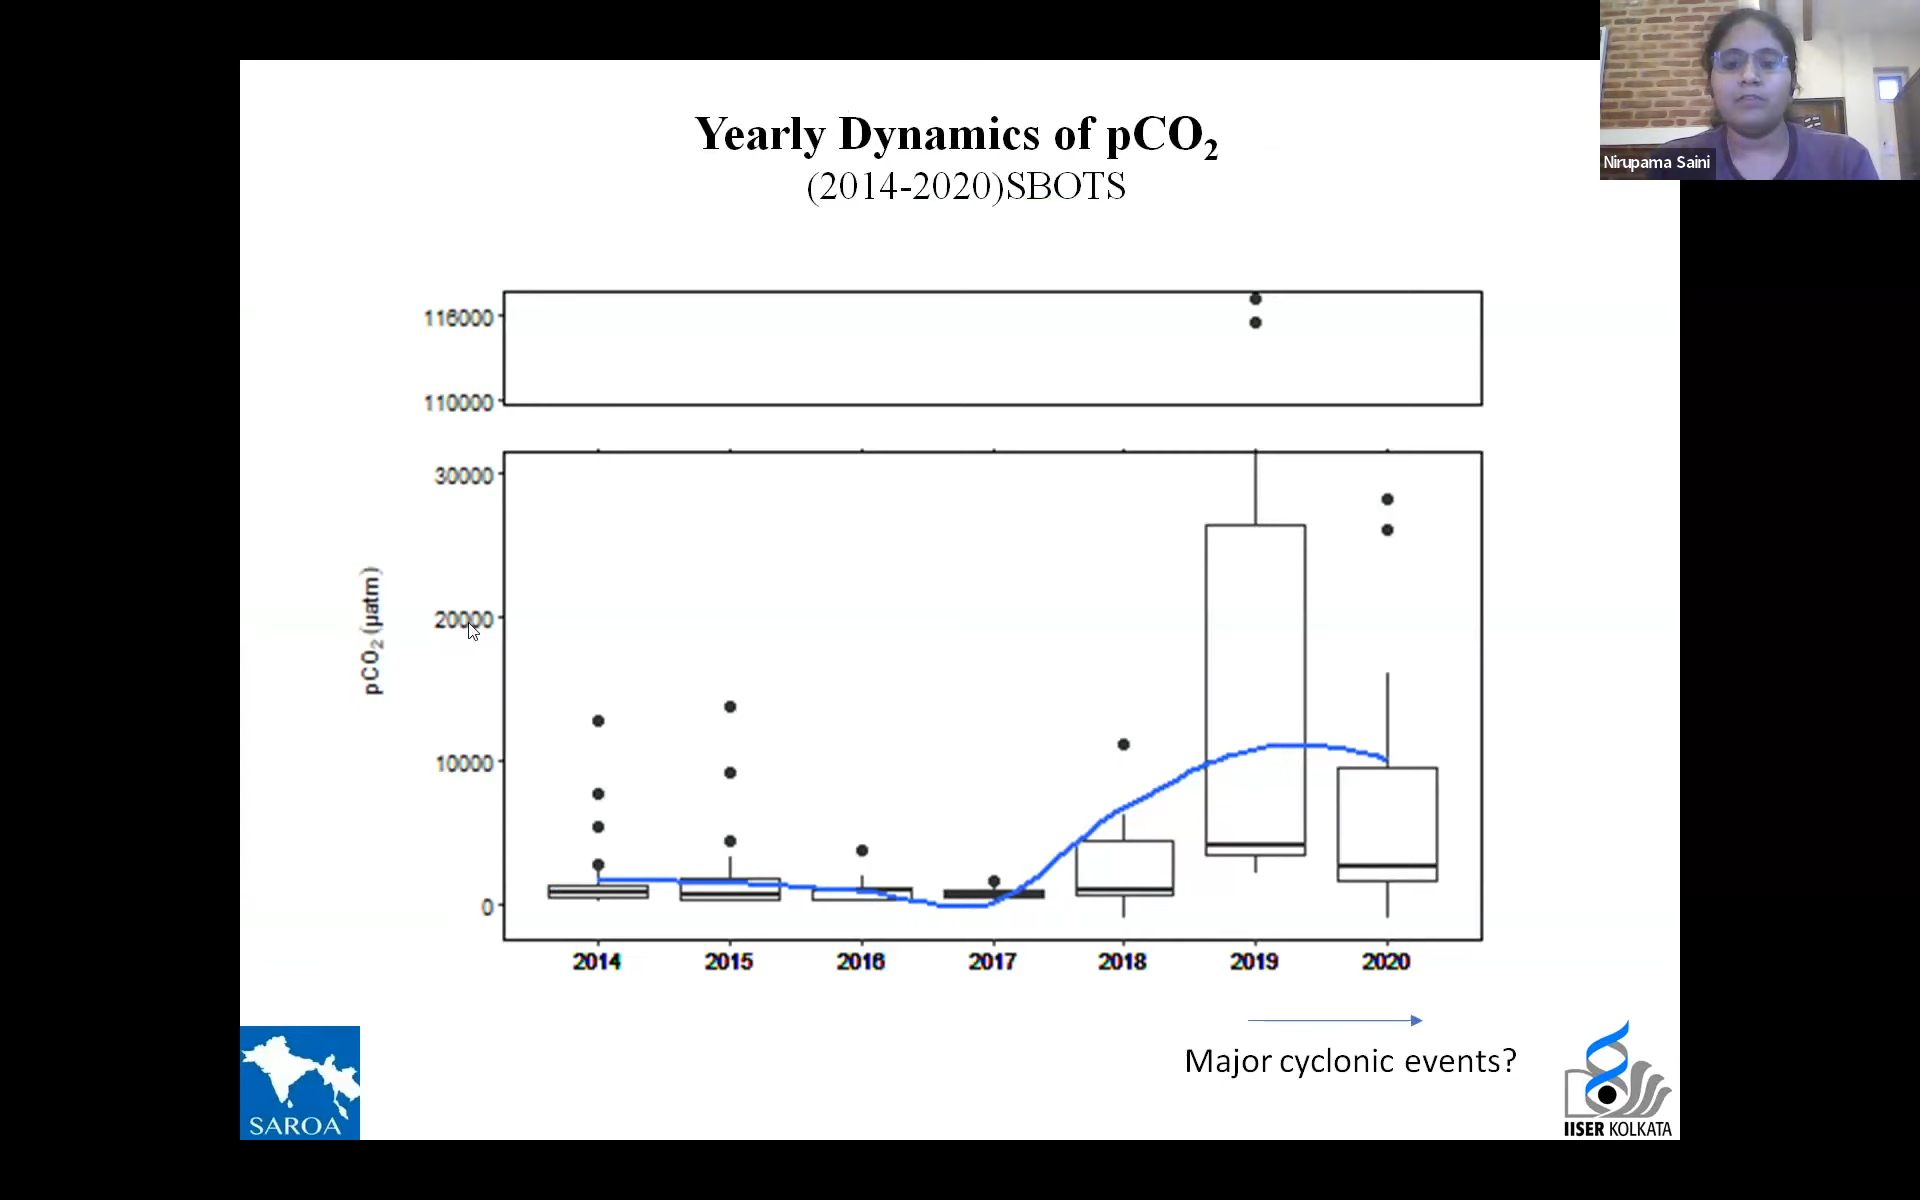 Yearly Dynamics of pCO₂
(2014-2020)SBOTS
Nirupama Saini
116000
110000
30000
20000
10000
0
pCO₂ (µatm)
2014 2015 2016 2017 2018 2019 2020
Major cyclonic events?
SAROA
IISER KOLKATA